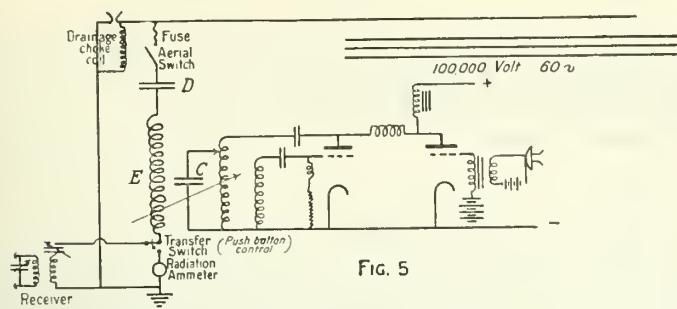 Drainage
choke
coil
Fuse
Aerial
Switch
D
100,000 Volt 60~
+
E
C
Transfer
Switch
(Push button
control)
Radiation
Ammeter
Receiver
FIG. 5
−